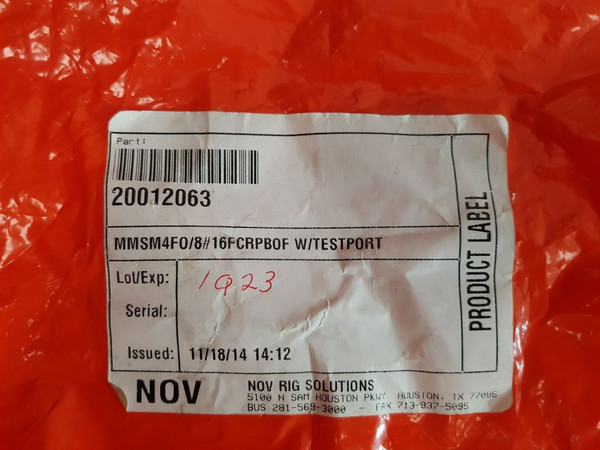 Part:
20012063
MMSM4FO/8#16FCRPBOF W/TESTPORT
Lot/Exp: 1Q23
Serial:
Issued: 11/18/14 14:12
PRODUCT LABEL
NOV
NOV RIG SOLUTIONS
5100 N SAM HOUSTON PKWY HOUSTON, TX 77086
BUS 281-569-3000 - FAX 713-937-5095